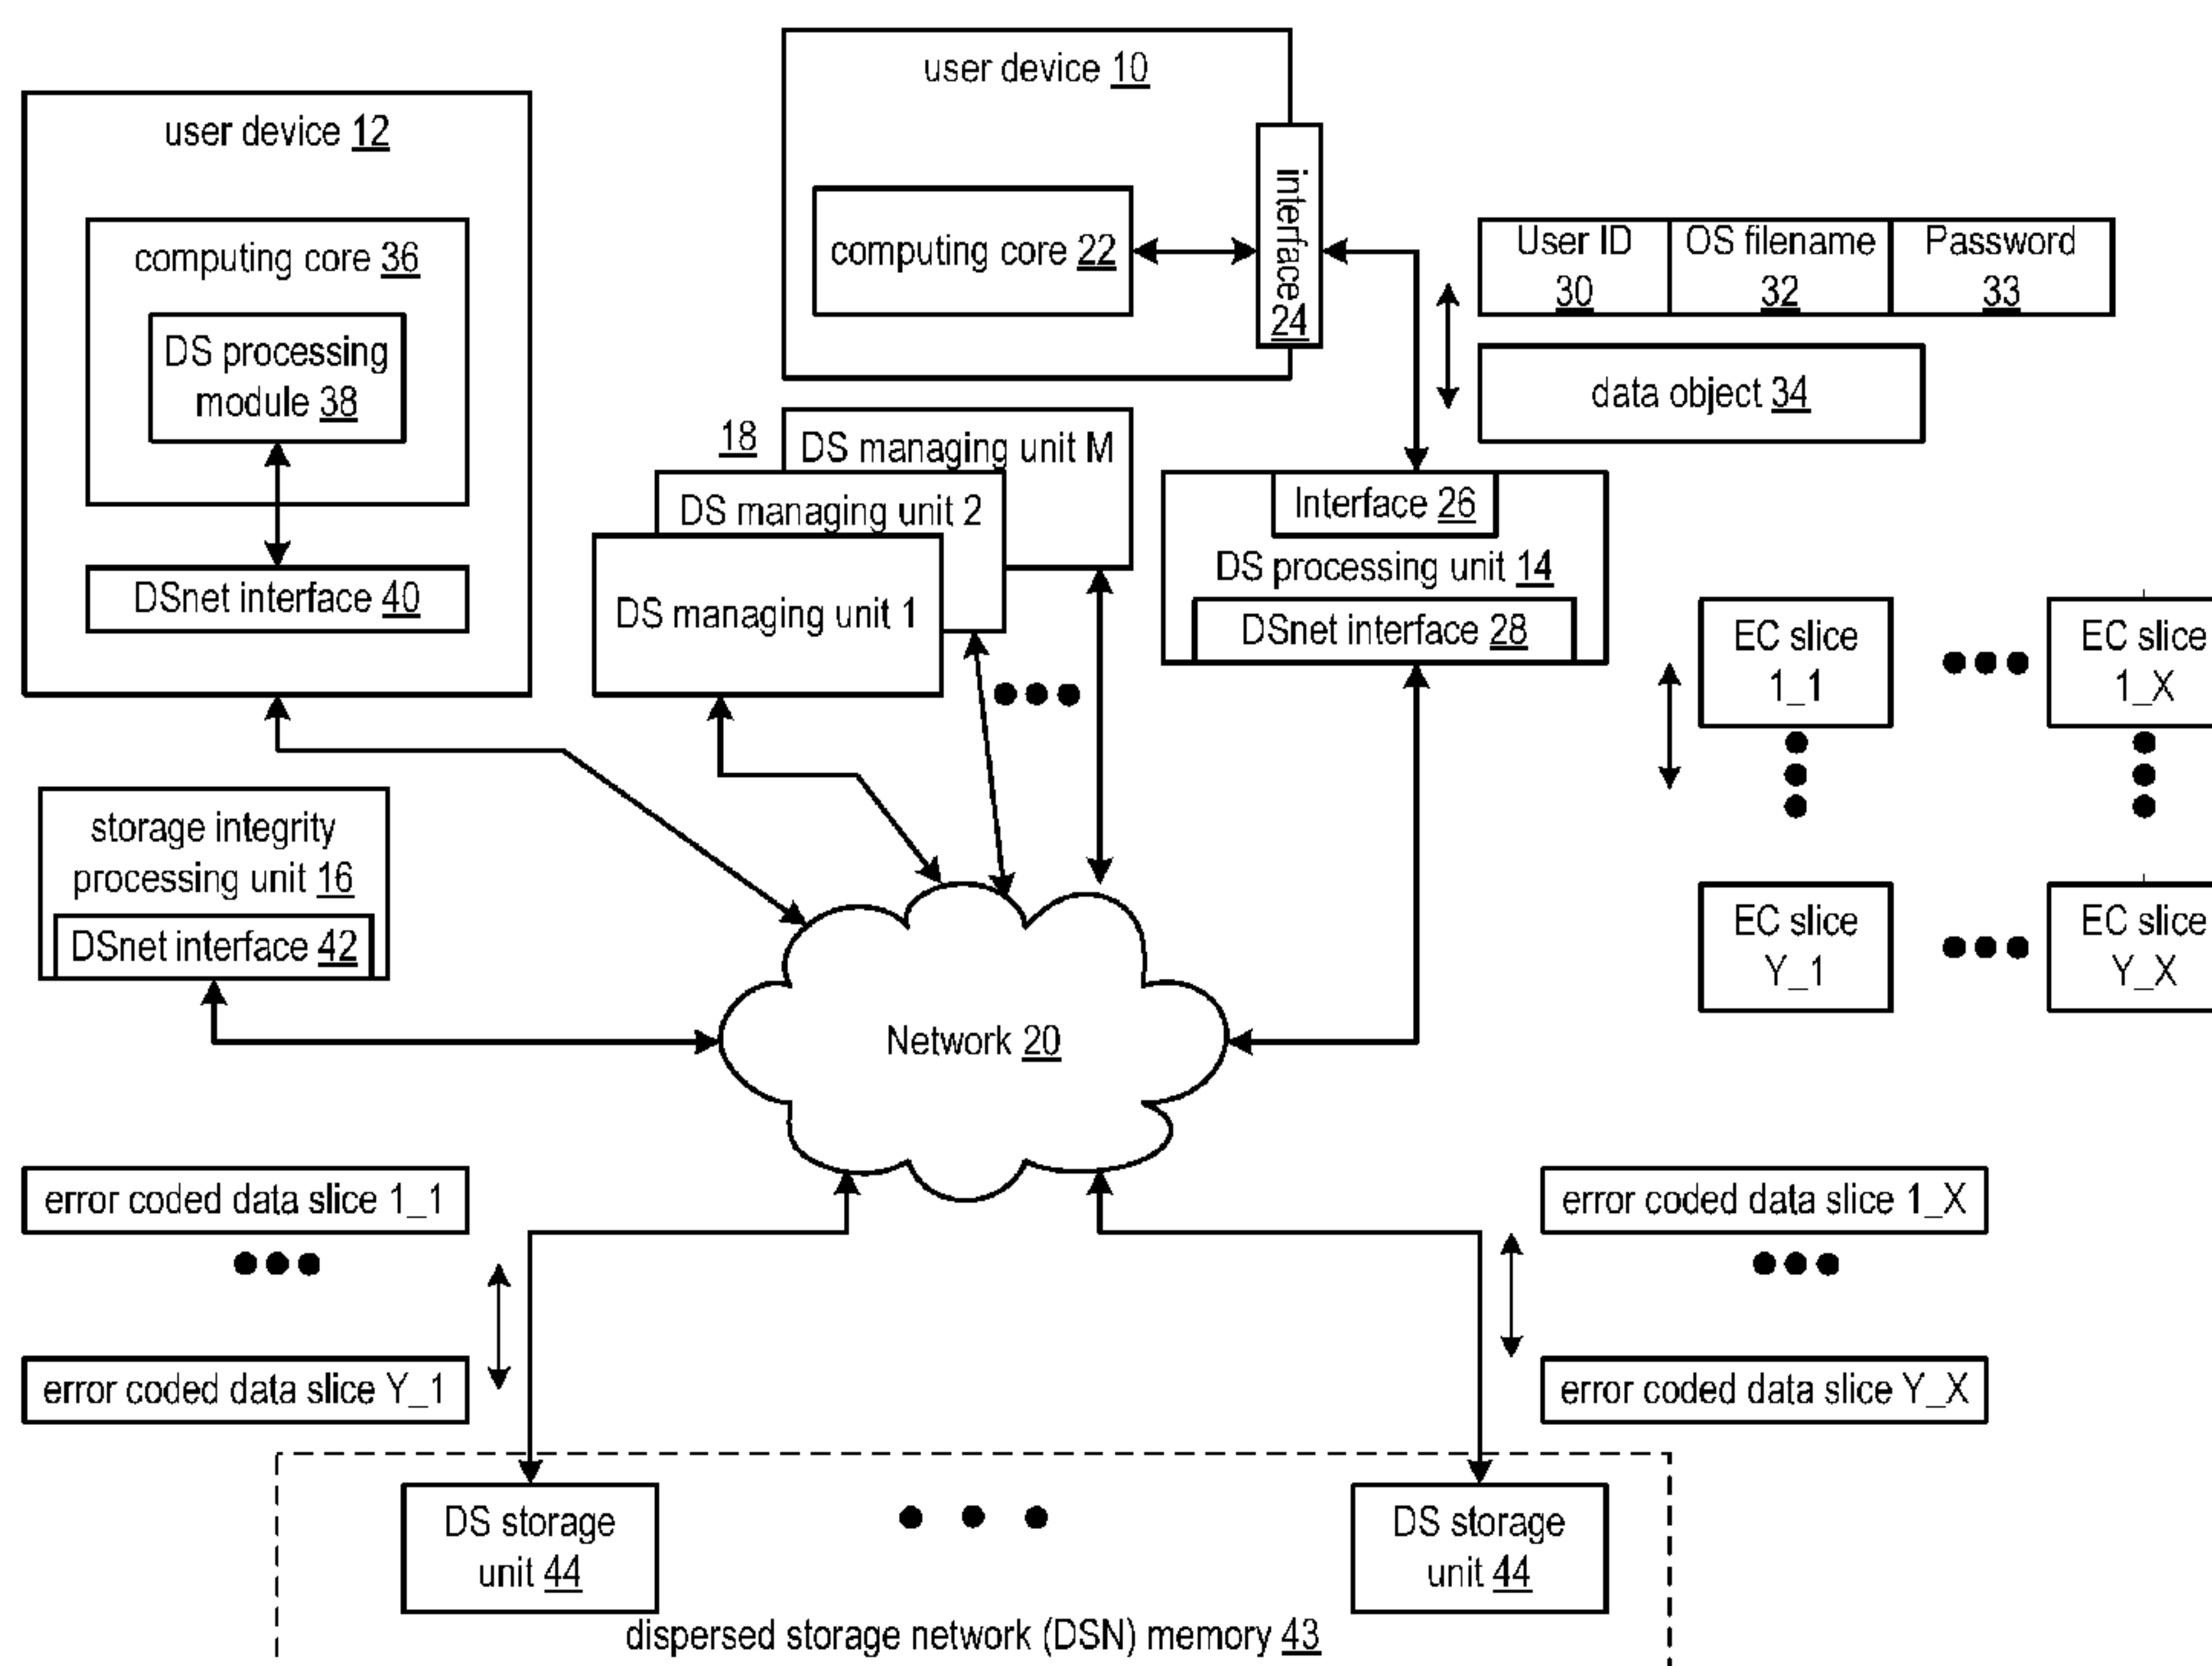 user device 10
user device 12
computing core 36
DS processing
module 38
DSnet interface 40
computing core 22
interface 24
User ID
30
OS filename
32
Password
33
data object 34
18
DS managing unit M
DS managing unit 2
DS managing unit 1
Interface 26
DS processing unit 14
DSnet interface 28
EC slice
1_1
EC slice
1_X
EC slice
Y_1
EC slice
Y_X
storage integrity
processing unit 16
DSnet interface 42
Network 20
error coded data slice 1_1
error coded data slice Y_1
error coded data slice 1_X
error coded data slice Y_X
DS storage
unit 44
DS storage
unit 44
dispersed storage network (DSN) memory 43